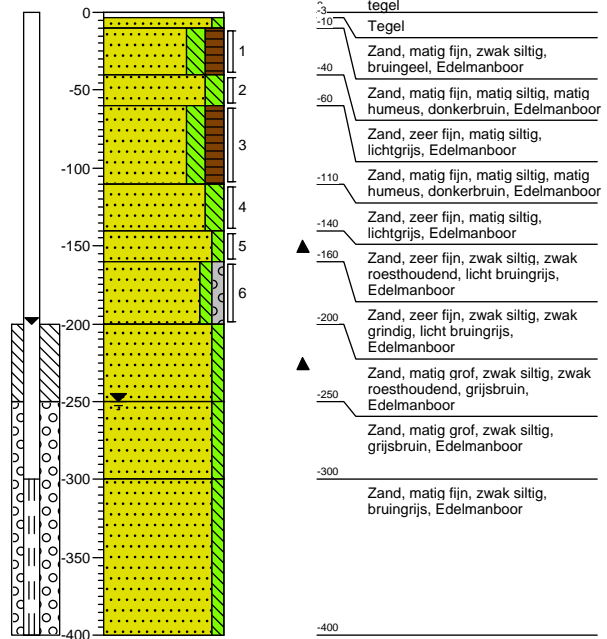 0
-50
-100
-150
-200
-250
-300
-350
-400
1
2
3
4
5
6
tegel
-3
-10
Tegel
Zand, matig fijn, zwak siltig,
bruingeel, Edelmanboor
-40
Zand, matig fijn, matig siltig, matig
humeus, donkerbruin, Edelmanboor
-60
Zand, zeer fijn, matig siltig,
lichtgrijs, Edelmanboor
-110
Zand, matig fijn, matig siltig, matig
humeus, donkerbruin, Edelmanboor
-140
Zand, zeer fijn, matig siltig,
lichtgrijs, Edelmanboor
-160
Zand, zeer fijn, zwak siltig, zwak
roesthoudend, licht bruingrijs,
Edelmanboor
-200
Zand, zeer fijn, zwak siltig, zwak
grindig, licht bruingrijs,
Edelmanboor
Zand, matig grof, zwak siltig, zwak
roesthoudend, grijsbruin,
Edelmanboor
-250
Zand, matig grof, zwak siltig,
grijsbruin, Edelmanboor
-300
Zand, matig fijn, zwak siltig,
bruingrijs, Edelmanboor
-400